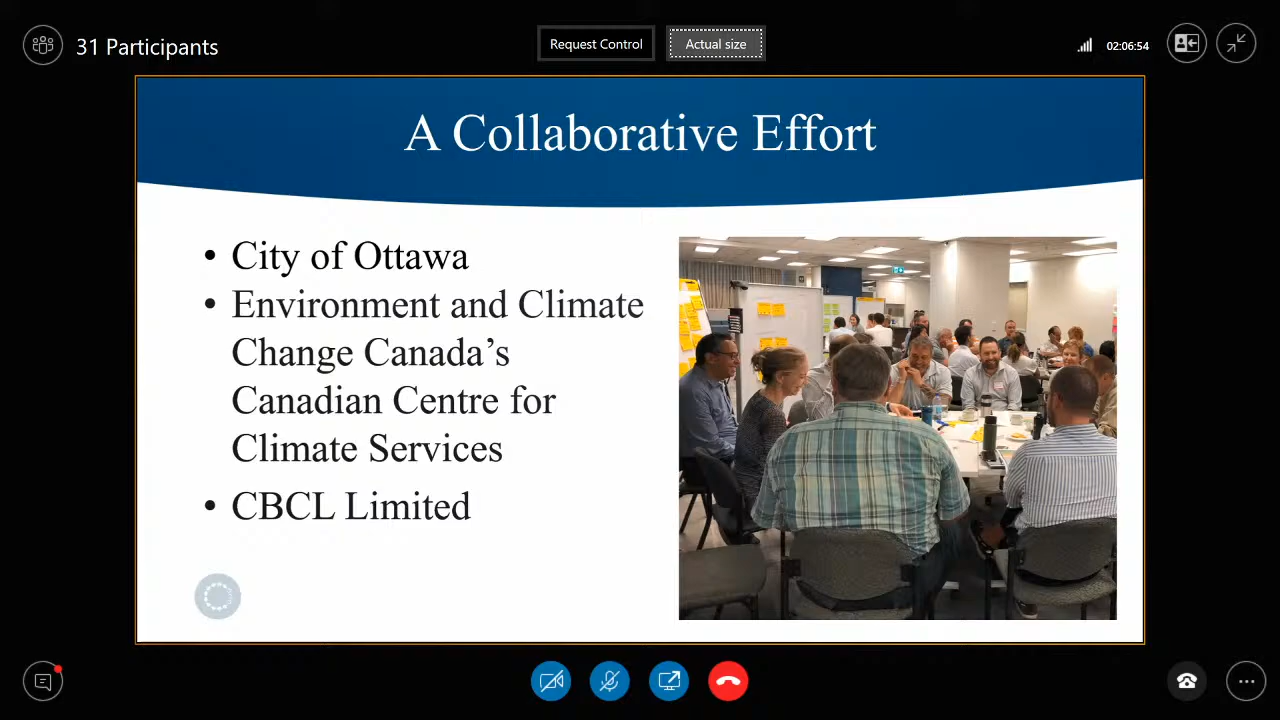 31 Participants
Request Control
Actual size
02:06:54
A Collaborative Effort
• City of Ottawa
• Environment and Climate
Change Canada’s
Canadian Centre for
Climate Services
• CBCL Limited